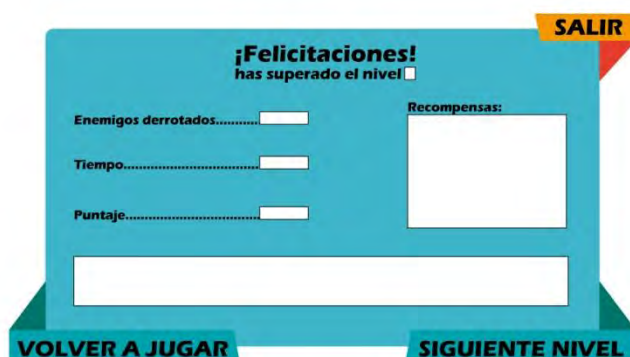 SALIR
¡Felicitaciones!
has superado el nivel
Enemigos derrotados...........
Recompensas:
Tiempo..................................
Puntaje..................................
VOLVER A JUGAR
SIGUIENTE NIVEL